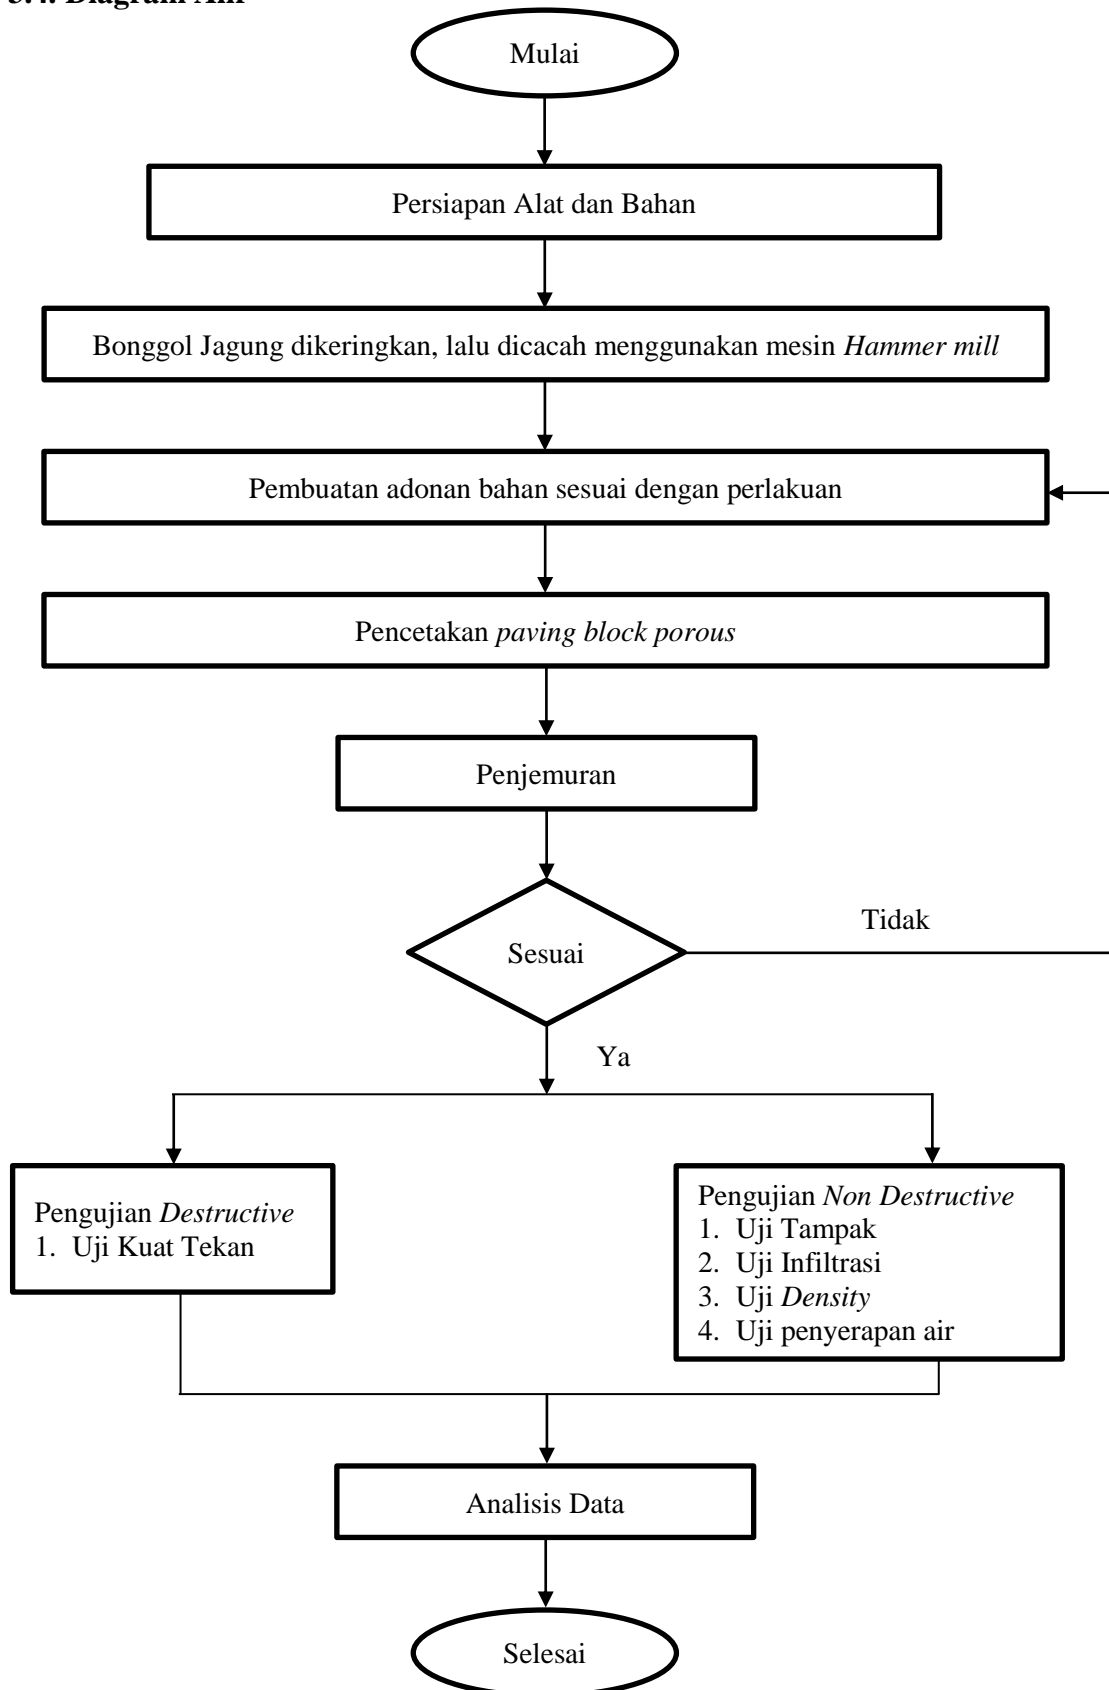 3.4. Diagram Alir
Mulai
Persiapan Alat dan Bahan
Bonggol Jagung dikeringkan, lalu dicacah menggunakan mesin Hammer mill
Pembuatan adonan bahan sesuai dengan perlakuan
Pencetakan paving block porous
Penjemuran
Sesuai
Tidak
Ya
Pengujian Destructive
1. Uji Kuat Tekan
Pengujian Non Destructive
1. Uji Tampak
2. Uji Infiltrasi
3. Uji Density
4. Uji penyerapan air
Analisis Data
Selesai